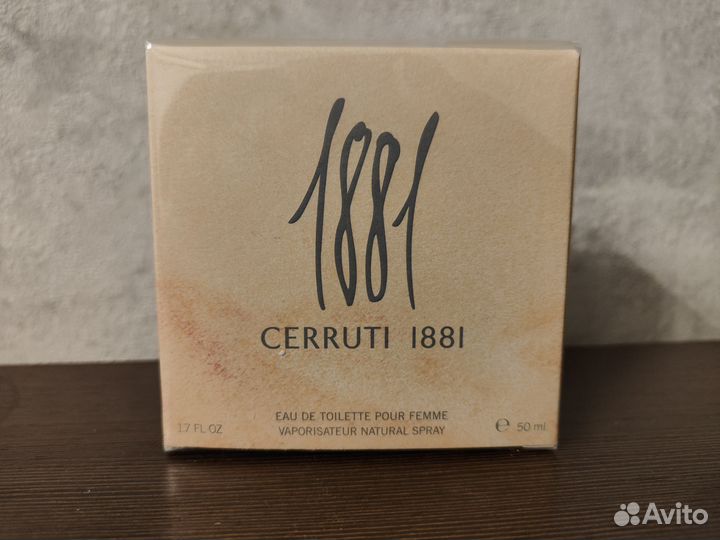 1881
CERRUTI 1881
EAU DE TOILETTE POUR FEMME
VAPORISATEUR NATURAL SPRAY
1.7 FL OZ
e 50 ml
Avito